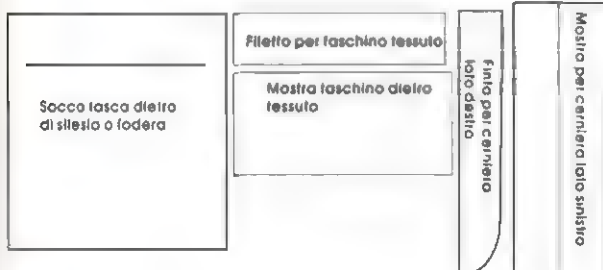 Filetto per taschino tessuto
Mostra taschino dietro
tessuto
Sacco tasca dietro
di silesia o fodera
Finta per cerniera
lato destro
Mostra per cerniera lato sinistro